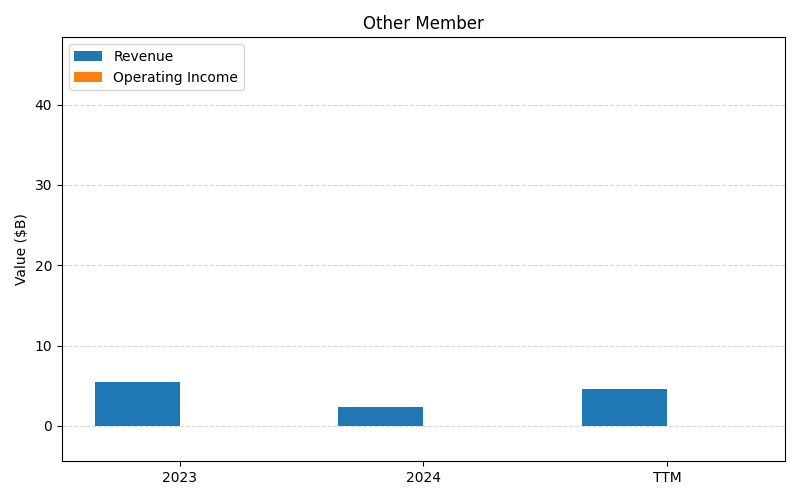 Other Member
Revenue
Operating Income
Value ($B)
40
30
20
10
0
2023
2024
TTM